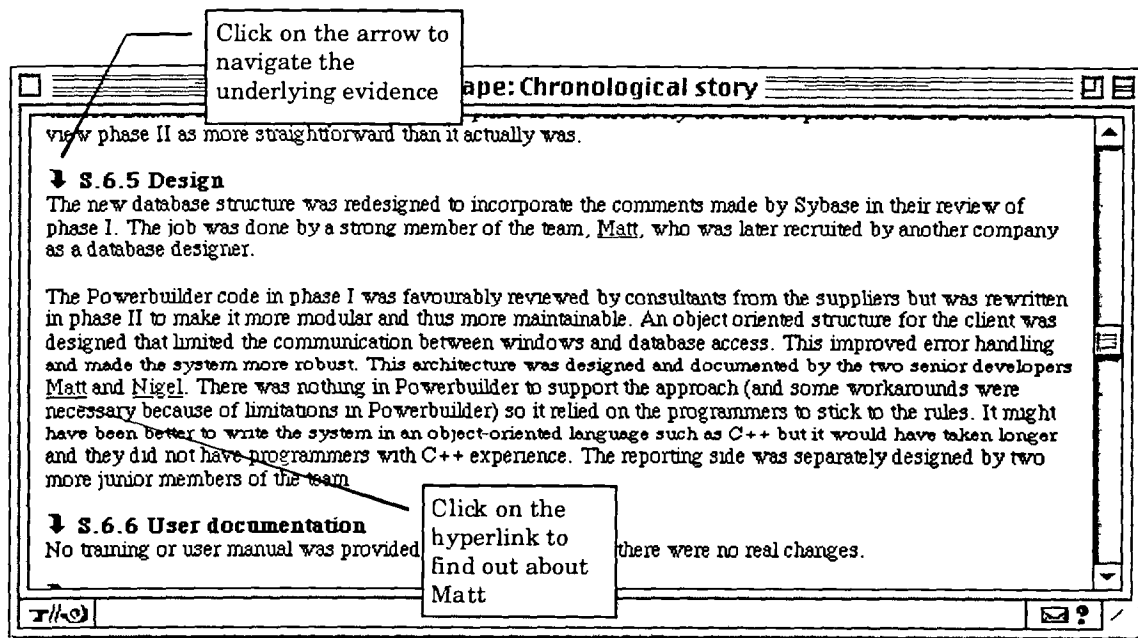 Click on the arrow to
navigate the
underlying evidence
ape: Chronological story
view phase II as more straightforward than it actually was.
S.6.5 Design
The new database structure was redesigned to incorporate the comments made by Sybase in their review of
phase I. The job was done by a strong member of the team, Matt, who was later recruited by another company
as a database designer.
The Powerbuilder code in phase I was favourably reviewed by consultants from the suppliers but was rewritten
in phase II to make it more modular and thus more maintainable. An object oriented structure for the client was
designed that limited the communication between windows and database access. This improved error handling
and made the system more robust. This architecture was designed and documented by the two senior developers
Matt and Nigel. There was nothing in Powerbuilder to support the approach (and some workarounds were
necessary because of limitations in Powerbuilder) so it relied on the programmers to stick to the rules. It might
have been better to write the system in an object-oriented language such as C++ but it would have taken longer
and they did not have programmers with C++ experience. The reporting side was separately designed by two
more junior members of the team
S.6.6 User documentation
No training or user manual was provided there were no real changes.
Click on the
hyperlink to
find out about
Matt
?